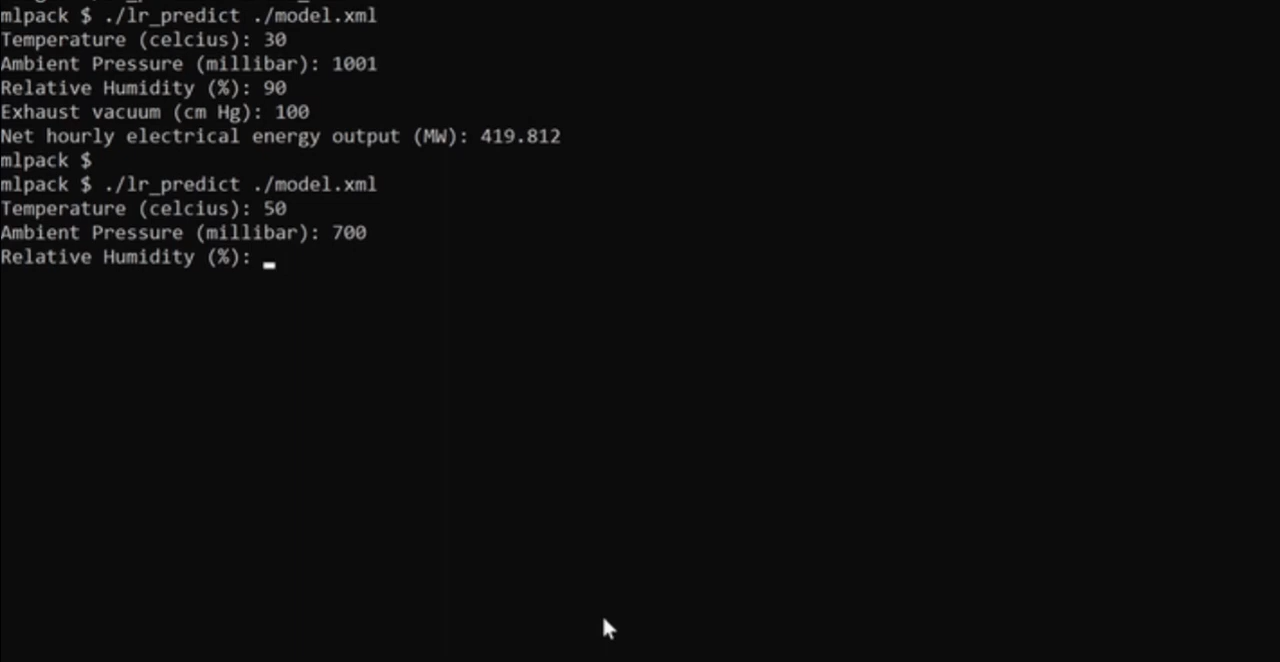 mlpack $ ./lr_predict ./model.xml
Temperature (celcius): 30
Ambient Pressure (millibar): 1001
Relative Humidity (%): 90
Exhaust vacuum (cm Hg): 100
Net hourly electrical energy output (MW): 419.812
mlpack $
mlpack $ ./lr_predict ./model.xml
Temperature (celcius): 50
Ambient Pressure (millibar): 700
Relative Humidity (%):